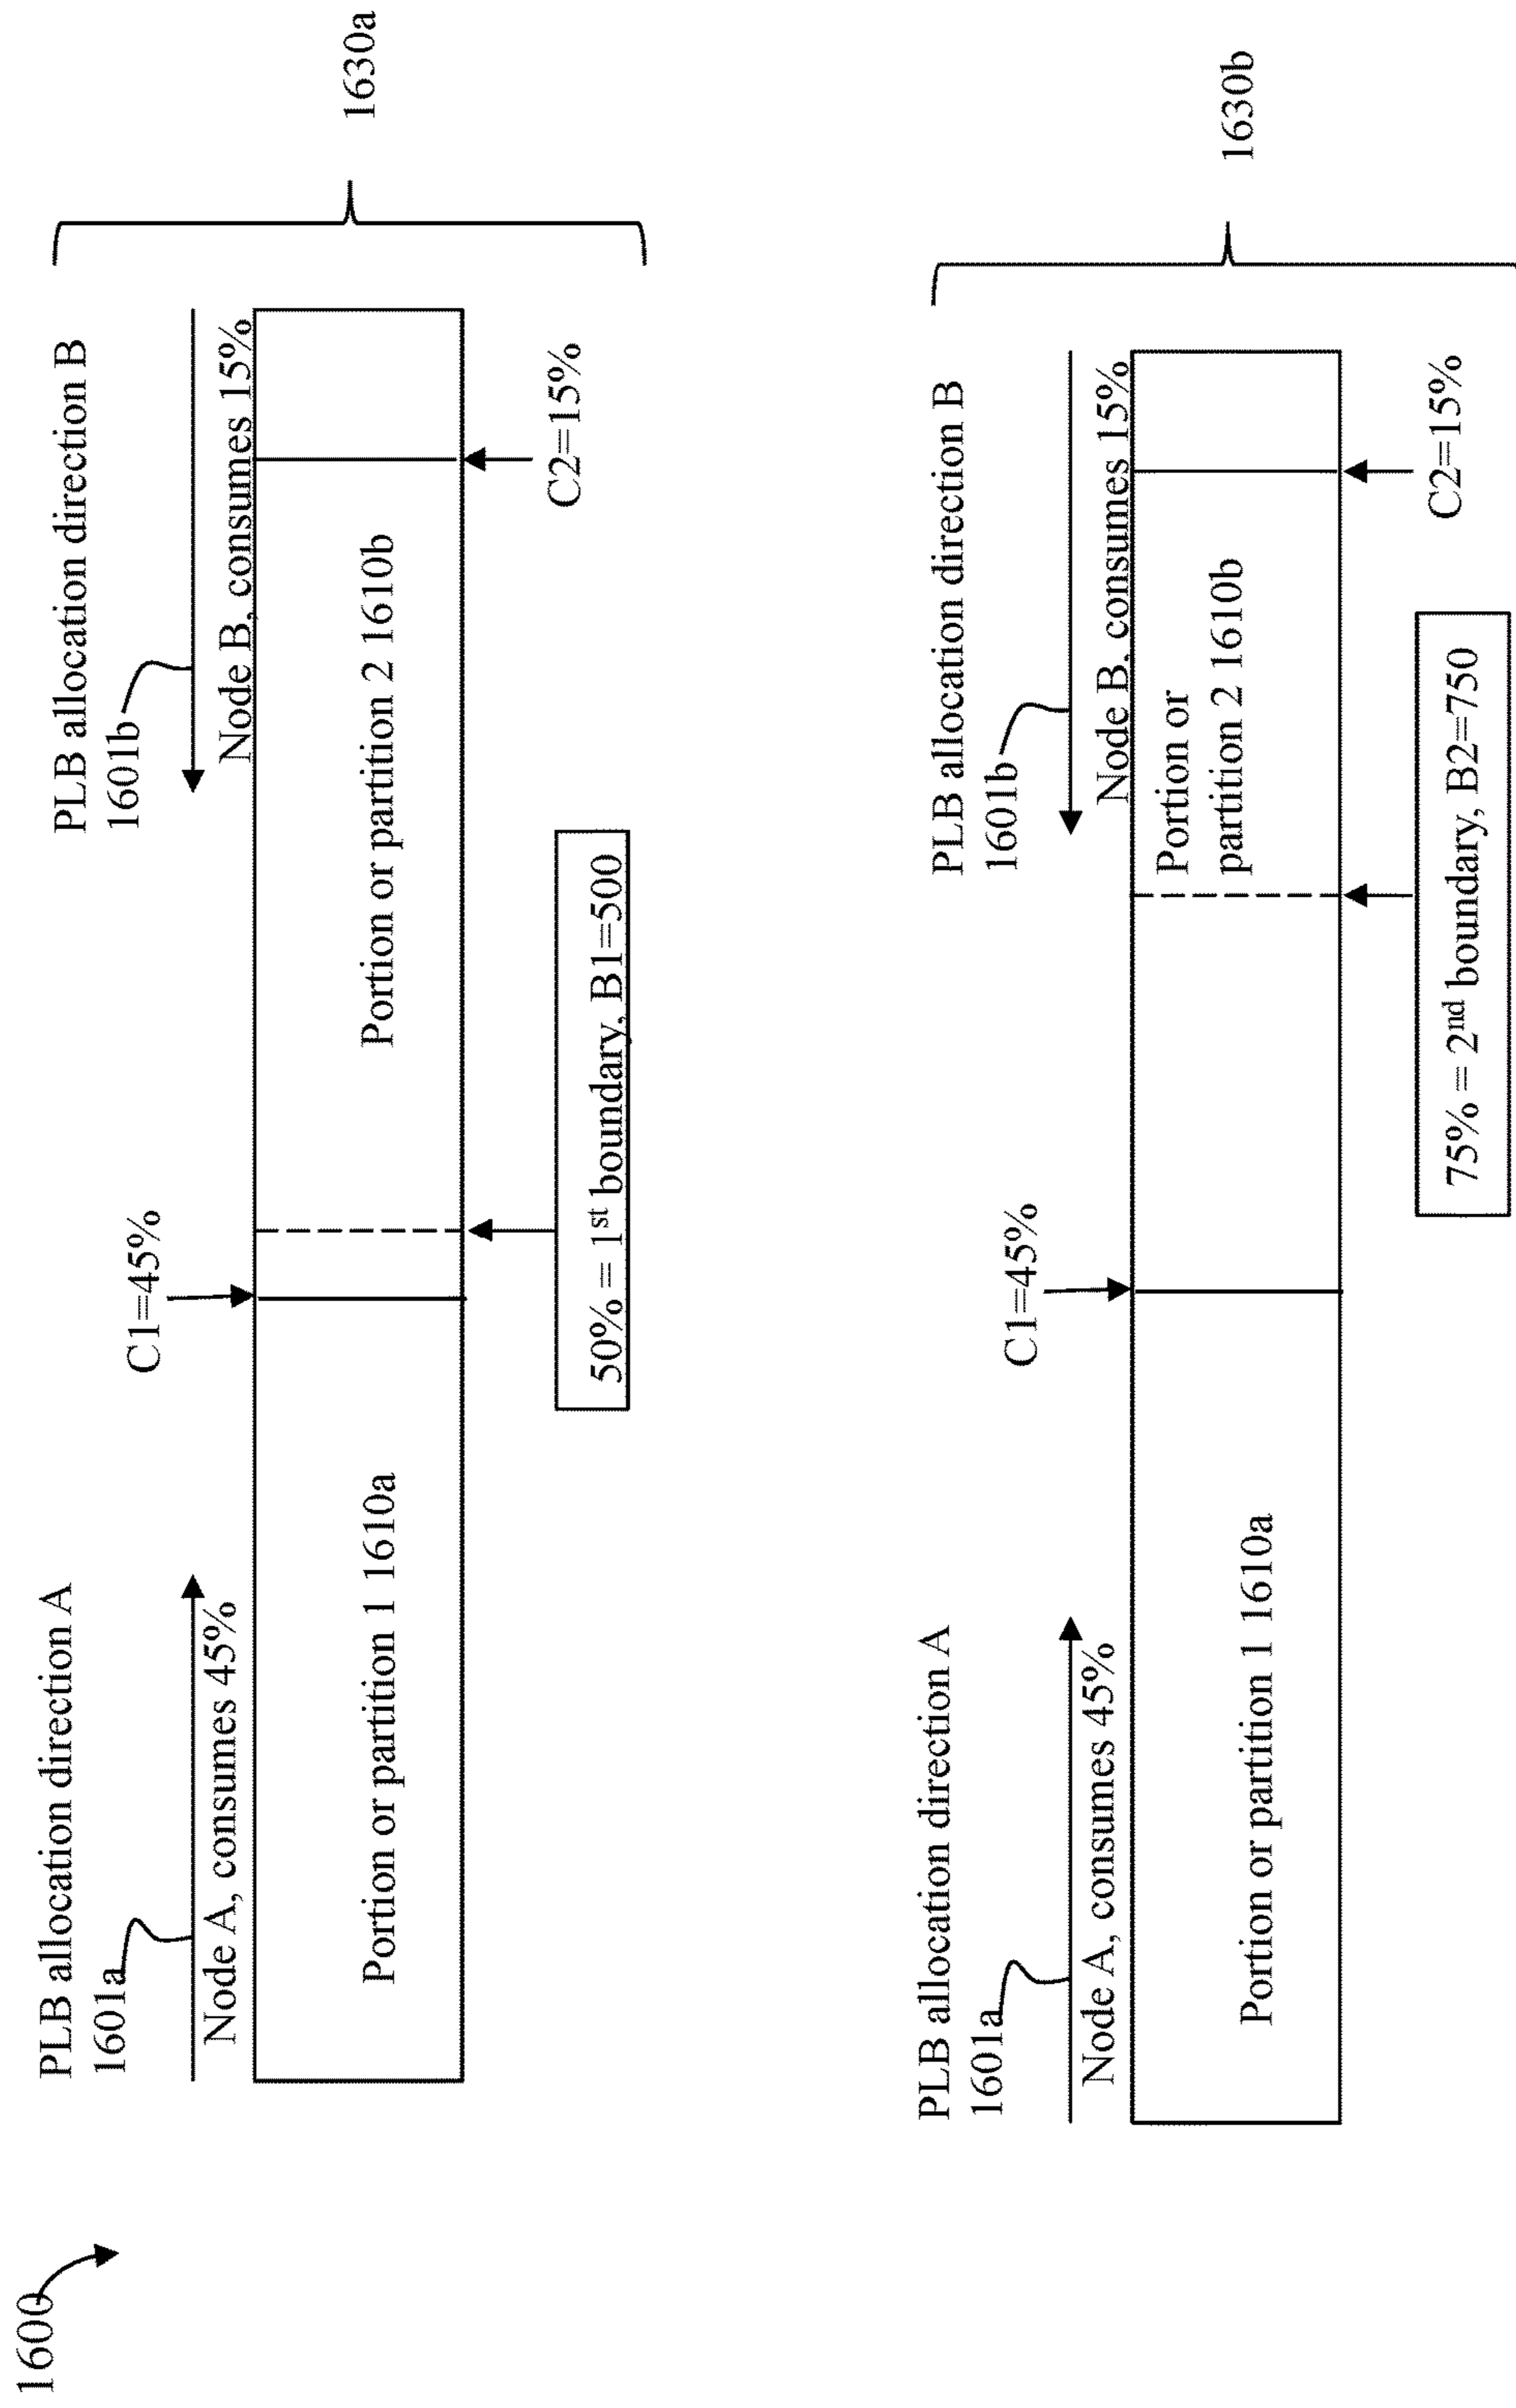 1600
PLB allocation direction A
1601a
Node A, consumes 45%
C1=45%
PLB allocation direction B
1601b
Node B, consumes 15%
Portion or partition 1 1610a
Portion or partition 2 1610b
50% = 1st boundary, B1=500
C2=15%
1630a
PLB allocation direction A
1601a
Node A, consumes 45%
C1=45%
PLB allocation direction B
1601b
Node B, consumes 15%
Portion or partition 1 1610a
Portion or
partition 2 1610b
75% = 2nd boundary, B2=750
C2=15%
1630b